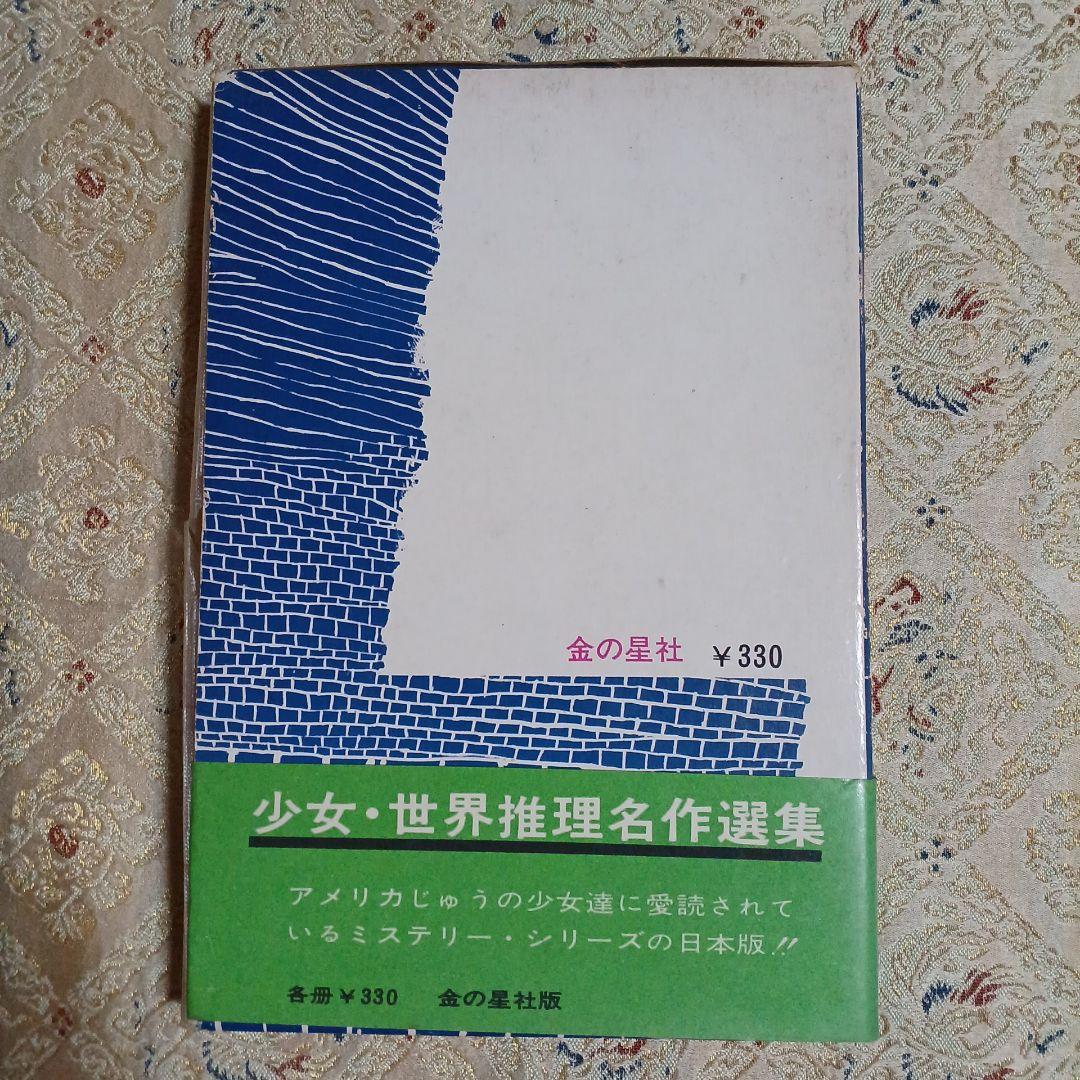 金の星社 ¥330
少女・世界推理名作選集
アメリカじゅうの少女達に愛読されて
いるミステリー・シリーズの日本版!!
各冊¥330 金の星社版